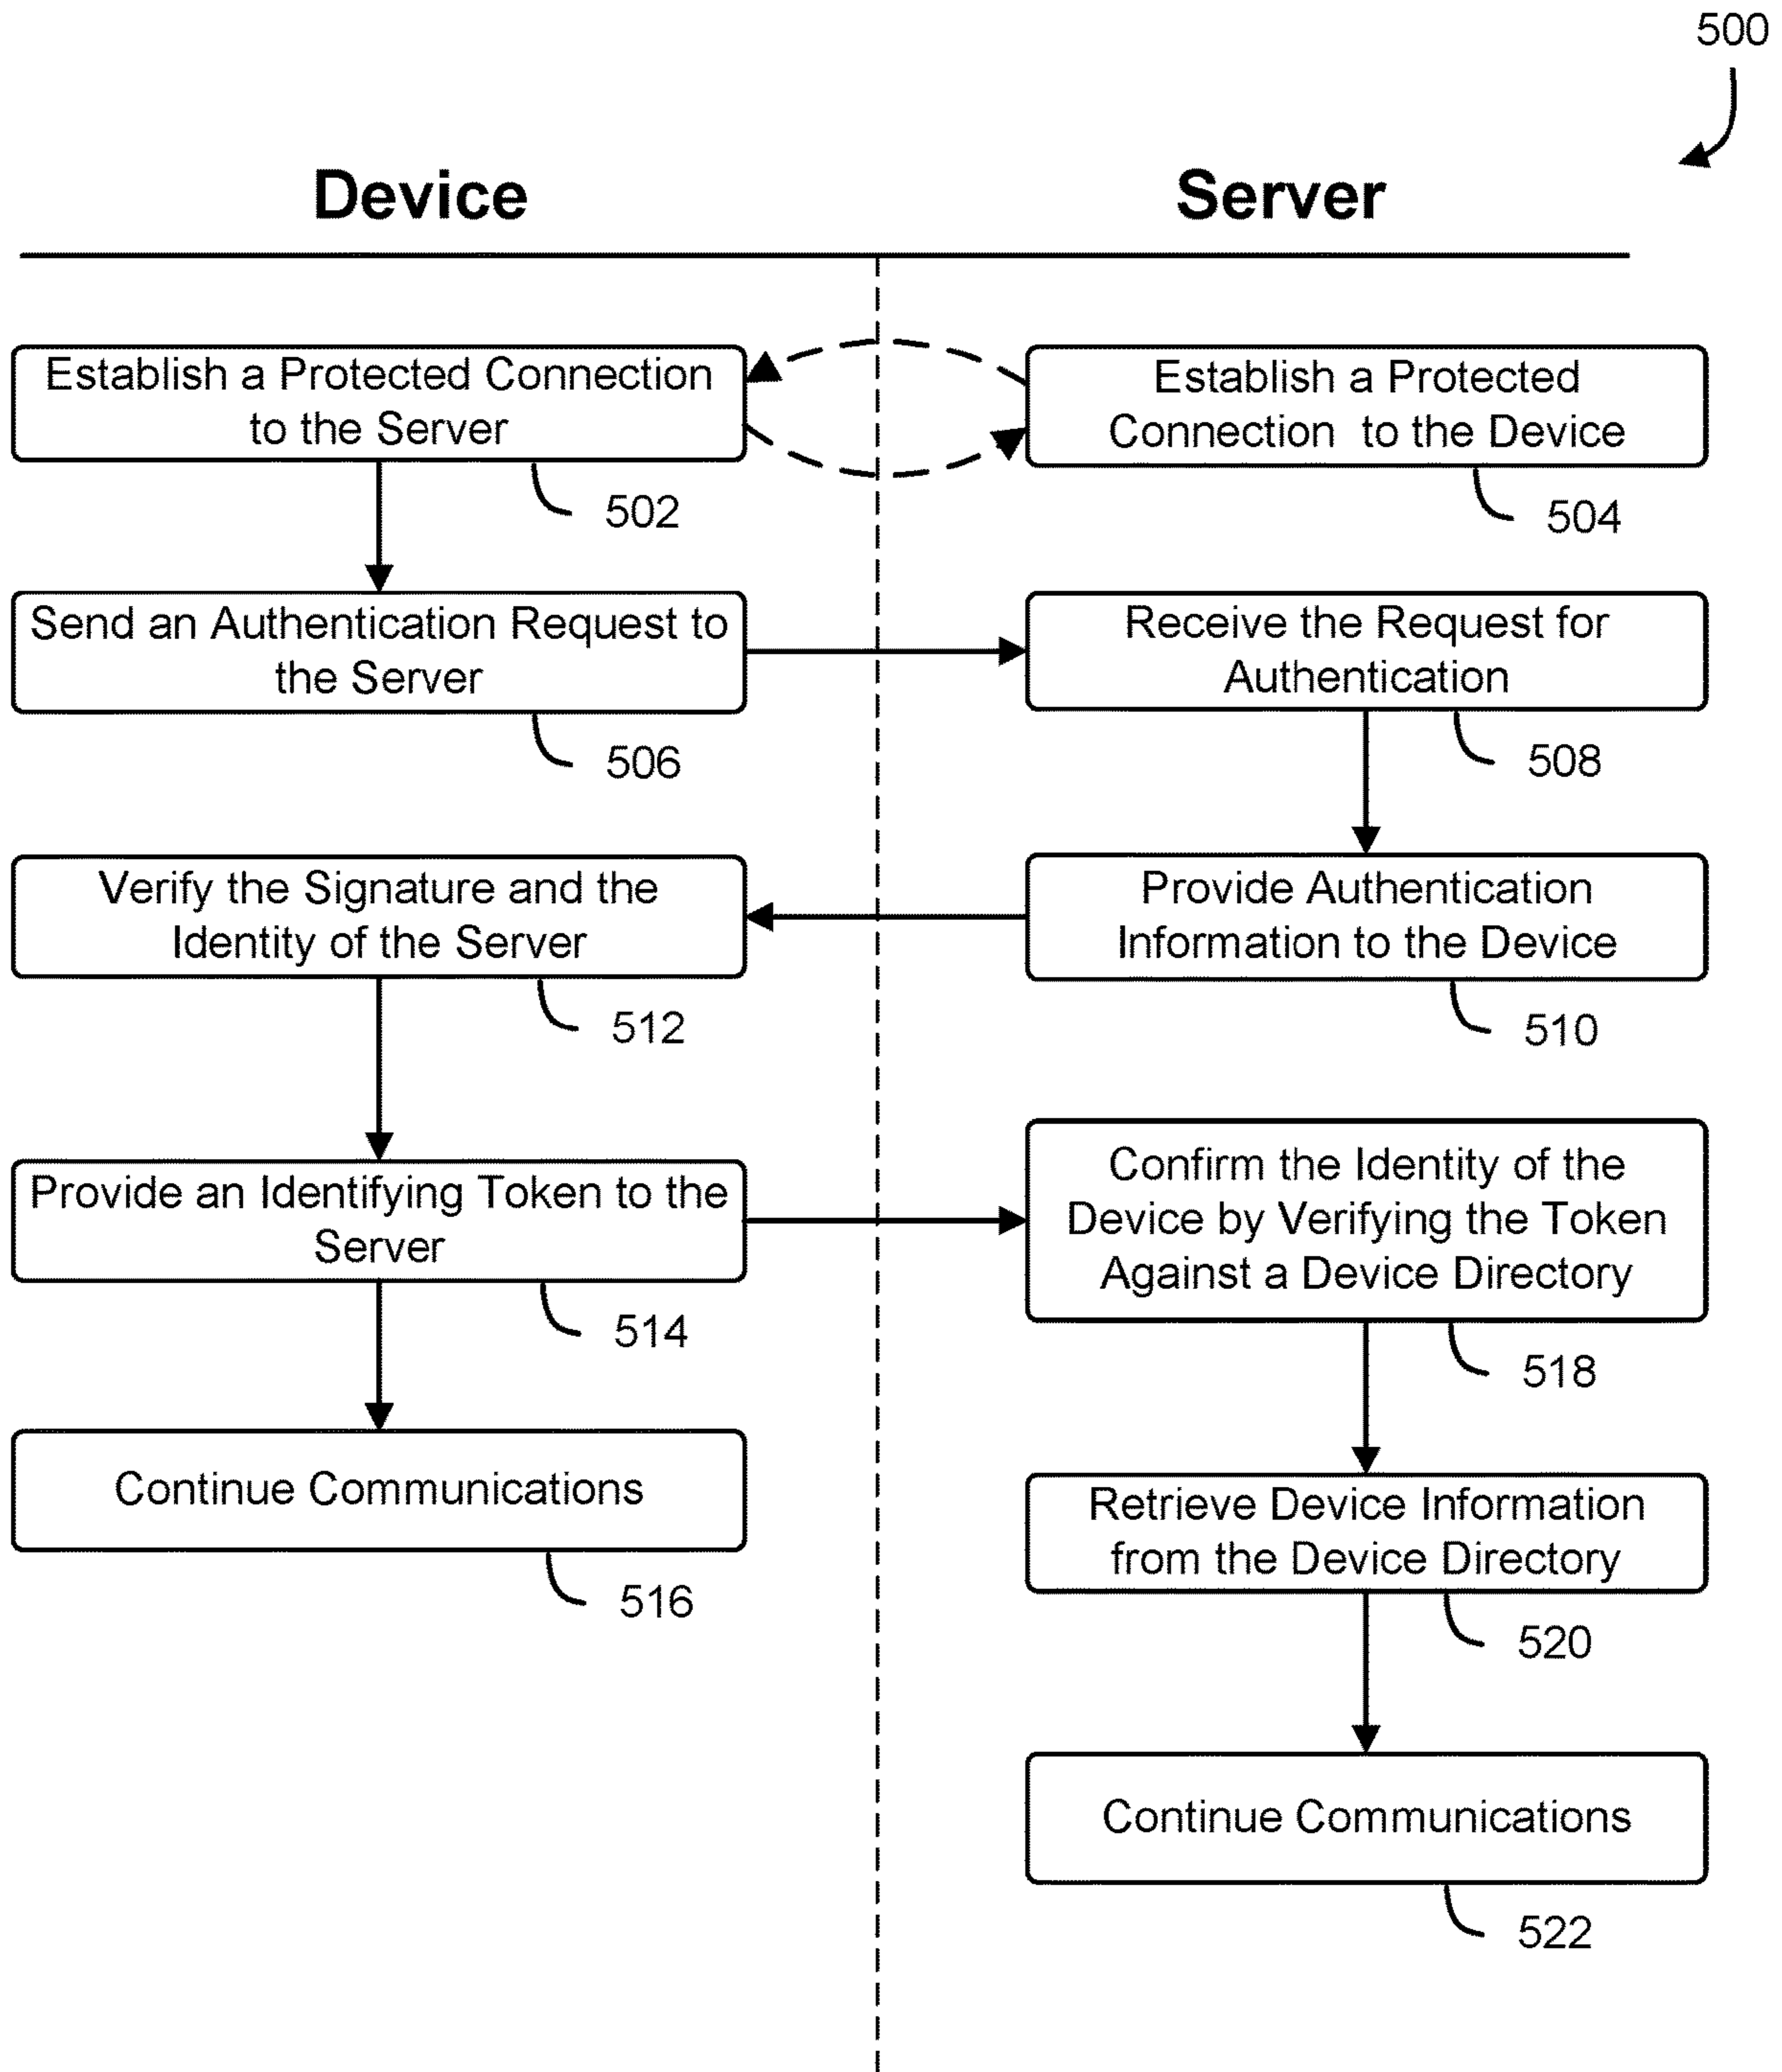 500
Device
Server
Establish a Protected Connection
to the Server
502
Establish a Protected
Connection to the Device
504
Send an Authentication Request to
the Server
506
Receive the Request for
Authentication
508
Verify the Signature and the
Identity of the Server
512
Provide Authentication
Information to the Device
510
Provide an Identifying Token to the
Server
514
Confirm the Identity of the
Device by Verifying the Token
Against a Device Directory
518
Continue Communications
516
Retrieve Device Information
from the Device Directory
520
Continue Communications
522